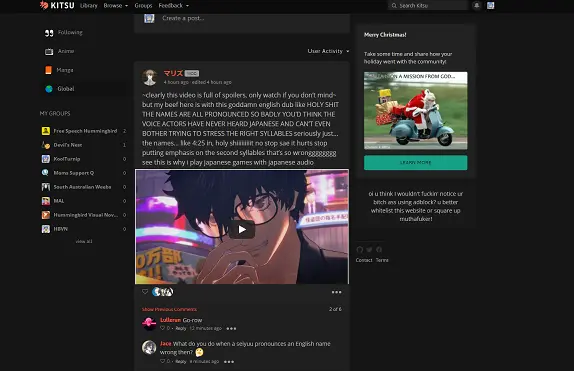 KITSU
Library
Browse
Groups
Feedback
Search Kitsu
Create a post...
Following
Anime
Manga
Global
MY GROUPS
Free Speech Hummingbird 2
Devil's Nest 1
KoolTurnip 0
Moms Support Q 0
South Australian Weebs 0
MAL 0
Hummingbird Visual Nov... 0
HBVN 0
view all
User Activity
マリズ MOD
4 hours ago edited 4 hours ago
~clearly this video is full of spoilers, only watch if you don't mind~
but my beef here is with this goddamn english dub like HOLY SHIT
THE NAMES ARE ALL PRONOUNCED SO BADLY YOU'D THINK THE
VOICE ACTORS HAVE NEVER HEARD JAPANESE AND CAN'T EVEN
BOTHER TRYING TO STRESS THE RIGHT SYLLABLES seriously just...
the names... like 4:25 in, holy shiiiiiiiit no stop sae it hurts stop
putting emphasis on the second syllables that's so wronggggggggg
see this is why i play japanese games with japanese audio
Show Previous Comments
2 of 6
Lulleran Go-row
0 Reply 12 minutes ago
Jace What do you do when a seiyuu pronounces an English name
wrong then?
0 Reply 8 minutes ago
Merry Christmas!
Take some time and share how your
holiday went with the community!
ON A MISSION FROM GOD...
LEARN MORE
oi u think I wouldn't fuckin' notice ur
bitch ass using adblock? u better
whitelist this website or square up
muthafuker!
Contact Terms